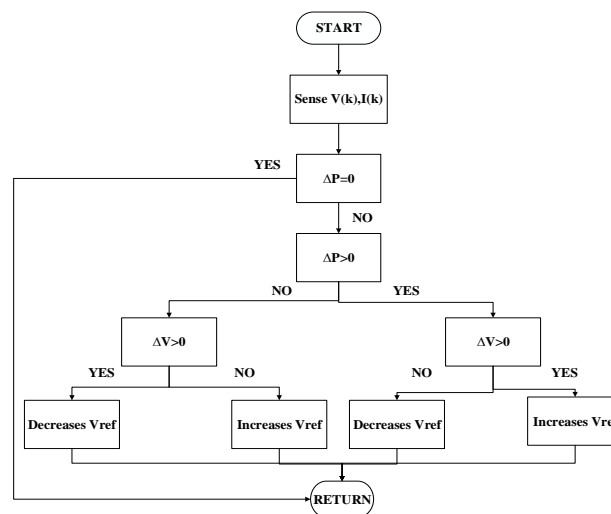 START
Sense V(k),I(k)
YES
ΔP=0
NO
ΔP>0
NO
YES
ΔV>0
ΔV>0
YES
NO
NO
YES
Decreases Vref
Increases Vref
Decreases Vref
Increases Vref
RETURN